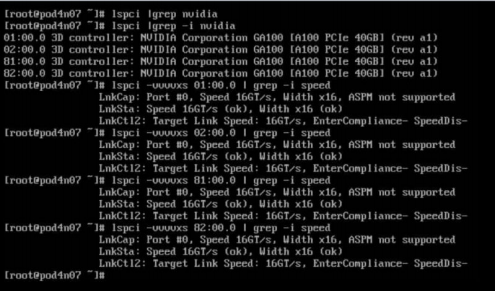 [root@pod4n07 ~]# lspci |grep nvidia
[root@pod4n07 ~]# lspci |grep -i nvidia
01:00.0 3D controller: NVIDIA Corporation GA100 [A100 PCIe 40GB] (rev a1)
02:00.0 3D controller: NVIDIA Corporation GA100 [A100 PCIe 40GB] (rev a1)
81:00.0 3D controller: NVIDIA Corporation GA100 [A100 PCIe 40GB] (rev a1)
82:00.0 3D controller: NVIDIA Corporation GA100 [A100 PCIe 40GB] (rev a1)
[root@pod4n07 ~]# lspci -vvvvxs 01:00.0 | grep -i speed
LnkCap: Port #0, Speed 16GT/s, Width x16, ASPM not supported
LnkSta: Speed 16GT/s (ok), Width x16 (ok)
LnkCtl2: Target Link Speed: 16GT/s, EnterCompliance- SpeedDis-
[root@pod4n07 ~]# lspci -vvvvxs 02:00.0 | grep -i speed
LnkCap: Port #0, Speed 16GT/s, Width x16, ASPM not supported
LnkSta: Speed 16GT/s (ok), Width x16 (ok)
LnkCtl2: Target Link Speed: 16GT/s, EnterCompliance- SpeedDis-
[root@pod4n07 ~]# lspci -vvvvxs 81:00.0 | grep -i speed
LnkCap: Port #0, Speed 16GT/s, Width x16, ASPM not supported
LnkSta: Speed 16GT/s (ok), Width x16 (ok)
LnkCtl2: Target Link Speed: 16GT/s, EnterCompliance- SpeedDis-
[root@pod4n07 ~]# lspci -vvvvxs 82:00.0 | grep -i speed
LnkCap: Port #0, Speed 16GT/s, Width x16, ASPM not supported
LnkSta: Speed 16GT/s (ok), Width x16 (ok)
LnkCtl2: Target Link Speed: 16GT/s, EnterCompliance- SpeedDis-
[root@pod4n07 ~]#